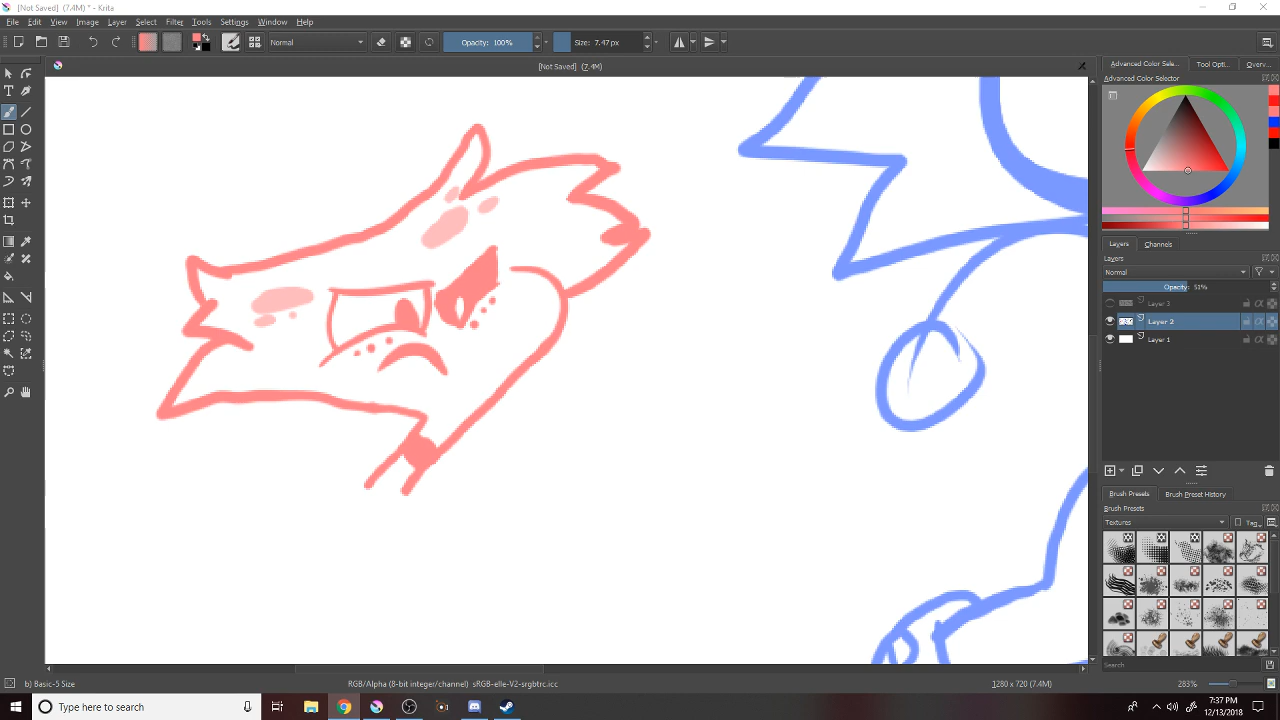 [Not Saved] (7.4M) * - Krita
File Edit View Image Layer Select Filter Tools Settings Window Help
Normal
Opacity: 100%
Size: 7.47 px
[Not Saved] (7.4M)
Advanced Color Sele...
Tool Opti...
Overv...
Advanced Color Selector
Layers
Channels
Layers
Normal
Opacity: 51%
Layer 3
Layer 2
Layer 1
Brush Presets
Brush Preset History
Brush Presets
Textures
Tag
Search
b) Basic-5 Size
RGB/Alpha (8-bit integer/channel) sRGB-elle-V2-srgbtrc.icc
1280 x 720 (7.4M)
283%
Type here to search
7:37 PM
12/13/2018